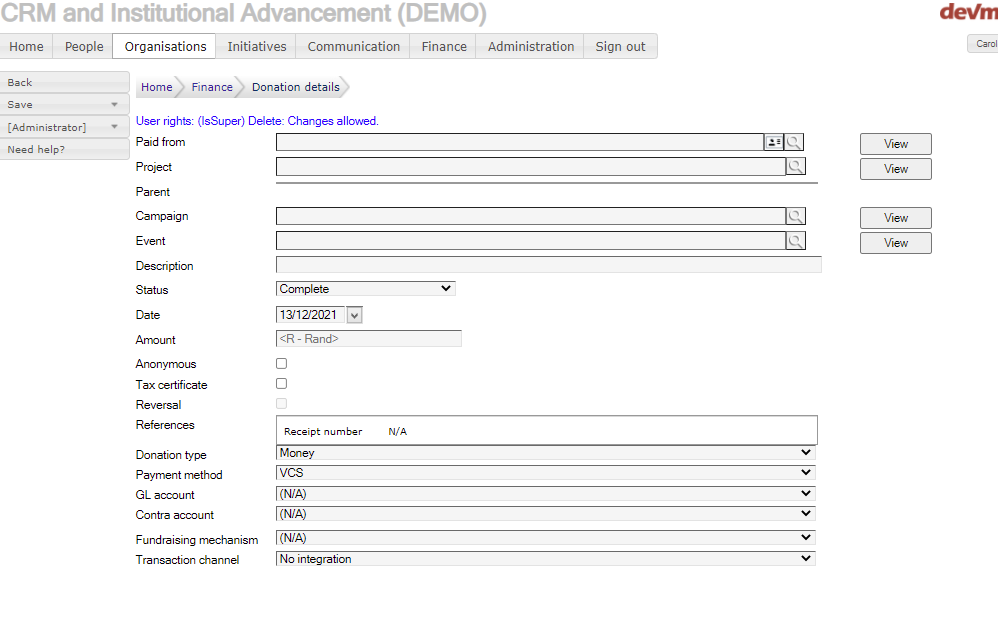 CRM and Institutional Advancement (DEMO)
devm
Home People Organisations Initiatives Communication Finance Administration Sign out
Carol
Back
Save
[Administrator]
Need help?
Home Finance Donation details
User rights: (IsSuper) Delete: Changes allowed.
Paid from View
Project View
Parent
Campaign View
Event View
Description
Status Complete
Date 13/12/2021
Amount <R - Rand>
Anonymous
Tax certificate
Reversal
References
Receipt number N/A
Donation type Money
Payment method VCS
GL account (N/A)
Contra account (N/A)
Fundraising mechanism (N/A)
Transaction channel No integration